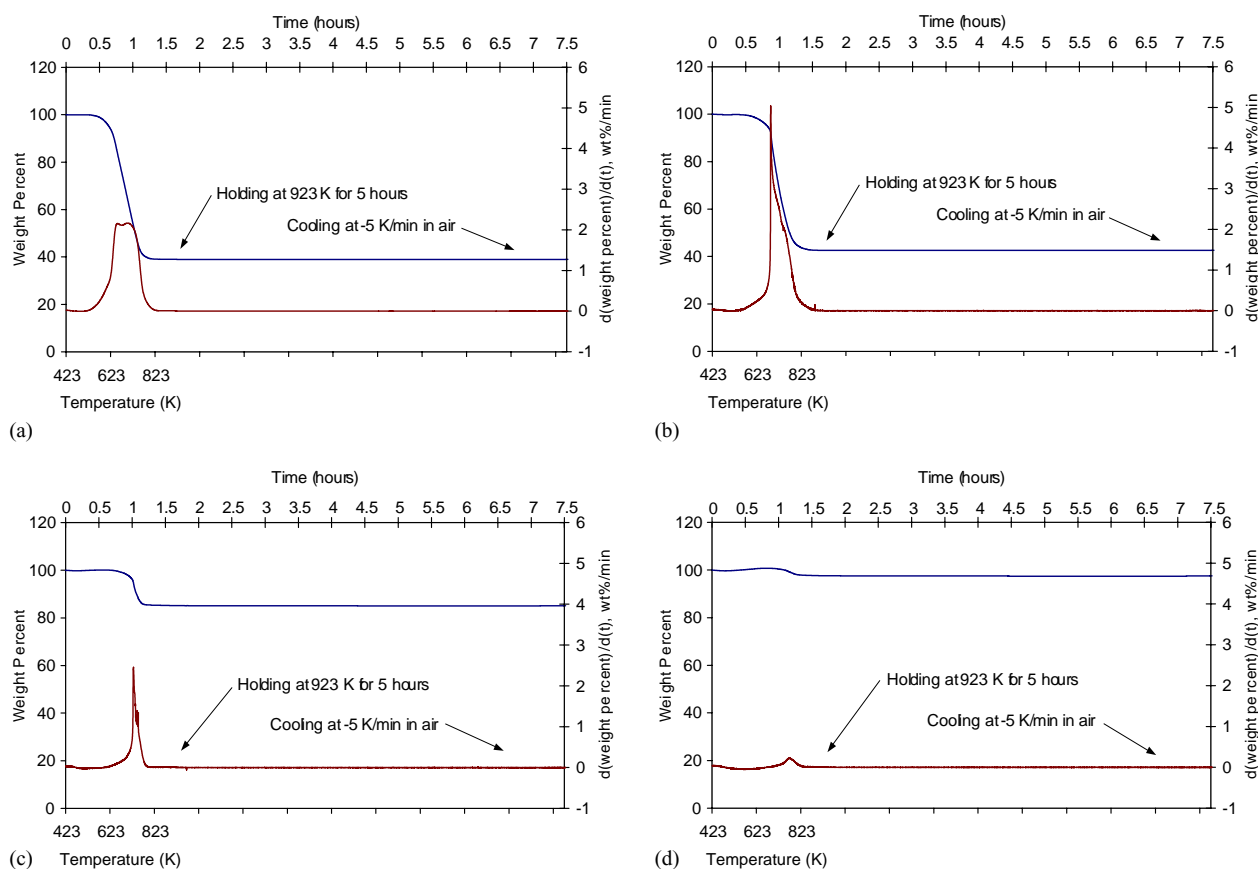 Time (hours)
0 0.5 1 1.5 2 2.5 3 3.5 4 4.5 5 5.5 6 6.5 7 7.5
120
100
80
60
40
20
0
Weight Percent
6
5
4
3
2
1
0
-1
d(weight percent)/d(t), wt%/min
Holding at 923 K for 5 hours
Cooling at -5 K/min in air
423 623 823
Temperature (K)
(a)
Time (hours)
0 0.5 1 1.5 2 2.5 3 3.5 4 4.5 5 5.5 6 6.5 7 7.5
120
100
80
60
40
20
0
Weight Percent
6
5
4
3
2
1
0
-1
d(weight percent)/d(t), wt%/min
Holding at 923 K for 5 hours
Cooling at -5 K/min in air
423 623 823
Temperature (K)
(b)
Time (hours)
0 0.5 1 1.5 2 2.5 3 3.5 4 4.5 5 5.5 6 6.5 7 7.5
120
100
80
60
40
20
0
Weight Percent
6
5
4
3
2
1
0
-1
d(weight percent)/d(t), wt%/min
Holding at 923 K for 5 hours
Cooling at -5 K/min in air
423 623 823
Temperature (K)
(c)
Time (hours)
0 0.5 1 1.5 2 2.5 3 3.5 4 4.5 5 5.5 6 6.5 7 7.5
120
100
80
60
40
20
0
Weight Percent
6
5
4
3
2
1
0
-1
d(weight percent)/d(t), wt%/min
Holding at 923 K for 5 hours
Cooling at -5 K/min in air
423 623 823
Temperature (K)
(d)